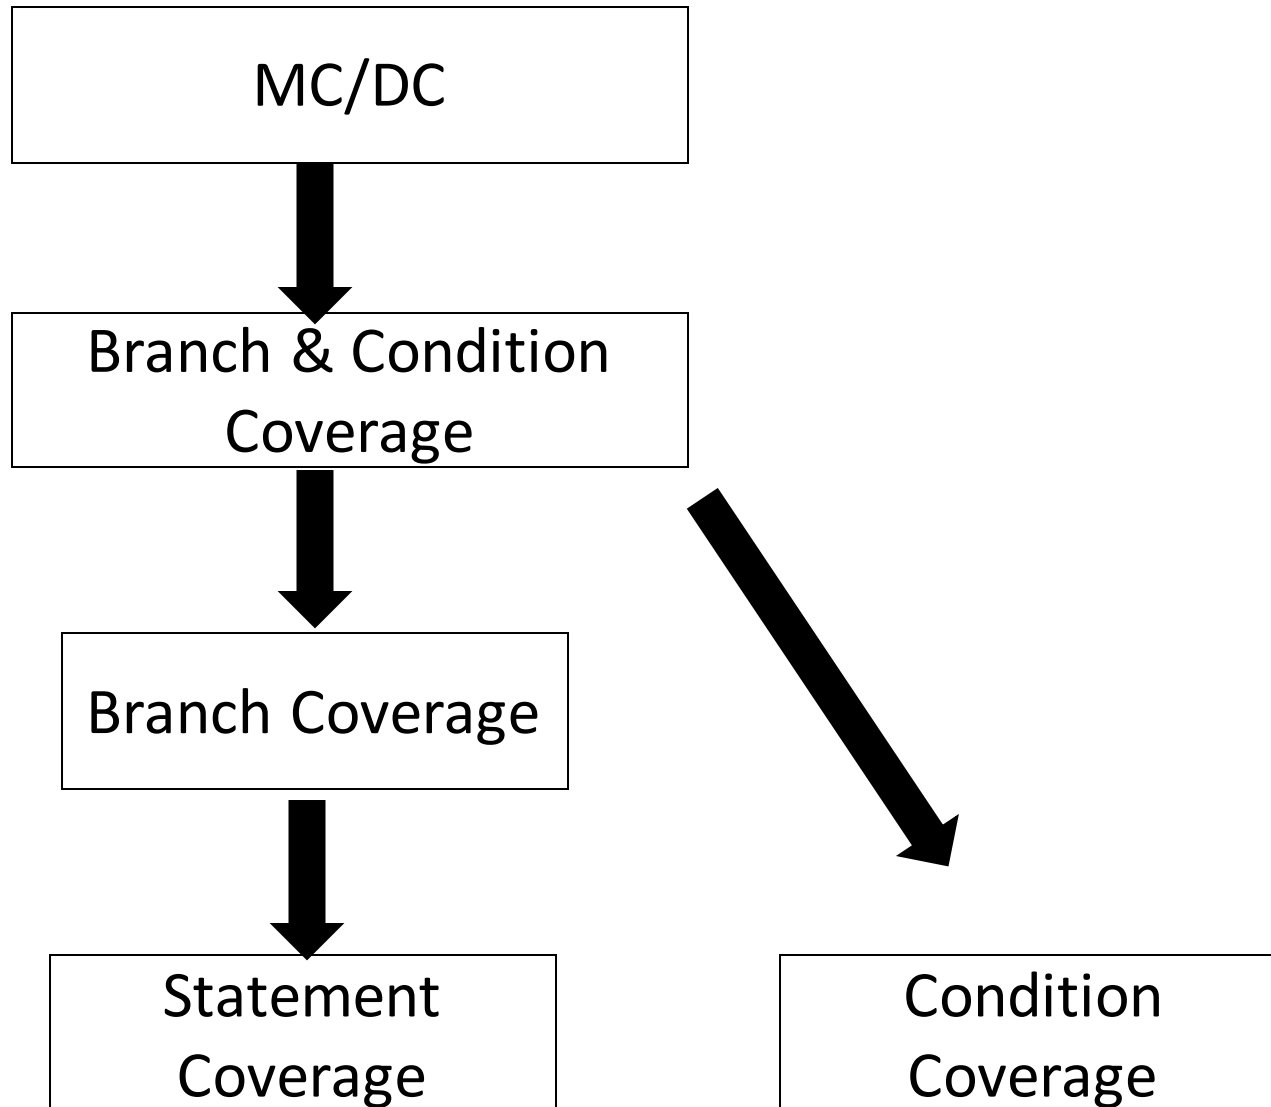 MC/DC
Branch & Condition
Coverage
Branch Coverage
Statement
Coverage
Condition
Coverage